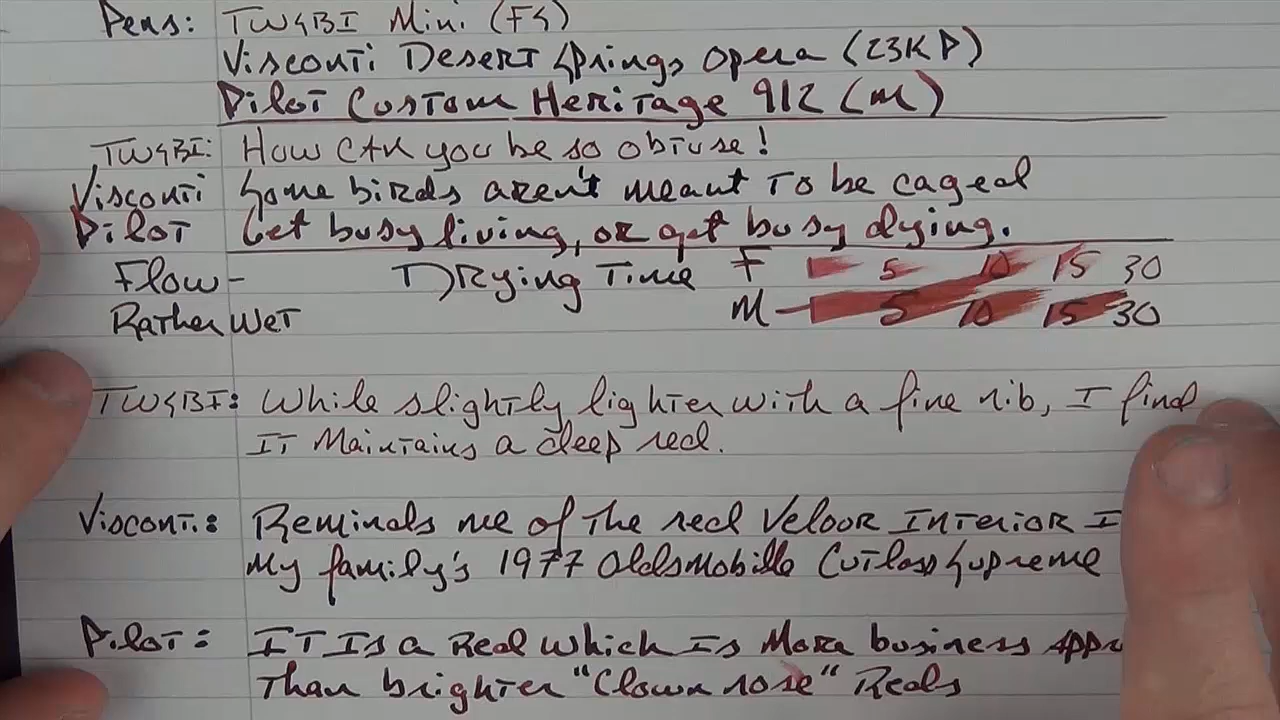 Pens: TWSBI Mini (F)
Visconti Desert Springs Opera (23KP)
Pilot Custom Heritage 912 (M)
TWSBI: How can you be so obtuse!
Visconti Some birds aren't meant to be caged
Pilot Get busy living, or get busy dying.
Flow - Drying Time F 1 5 10 15 30
Rather Wet M - 1 5 10 15 30
TWSBI: While slightly lighter with a fine nib, I find
It Maintains a deep red.
Visconti: Reminds me of the red Velour Interior I
My family's 1977 Oldsmobille Cutlass Supreme
Pilot: It Is a Red which Is More business appr
Than brighter "Clown nose" Reds